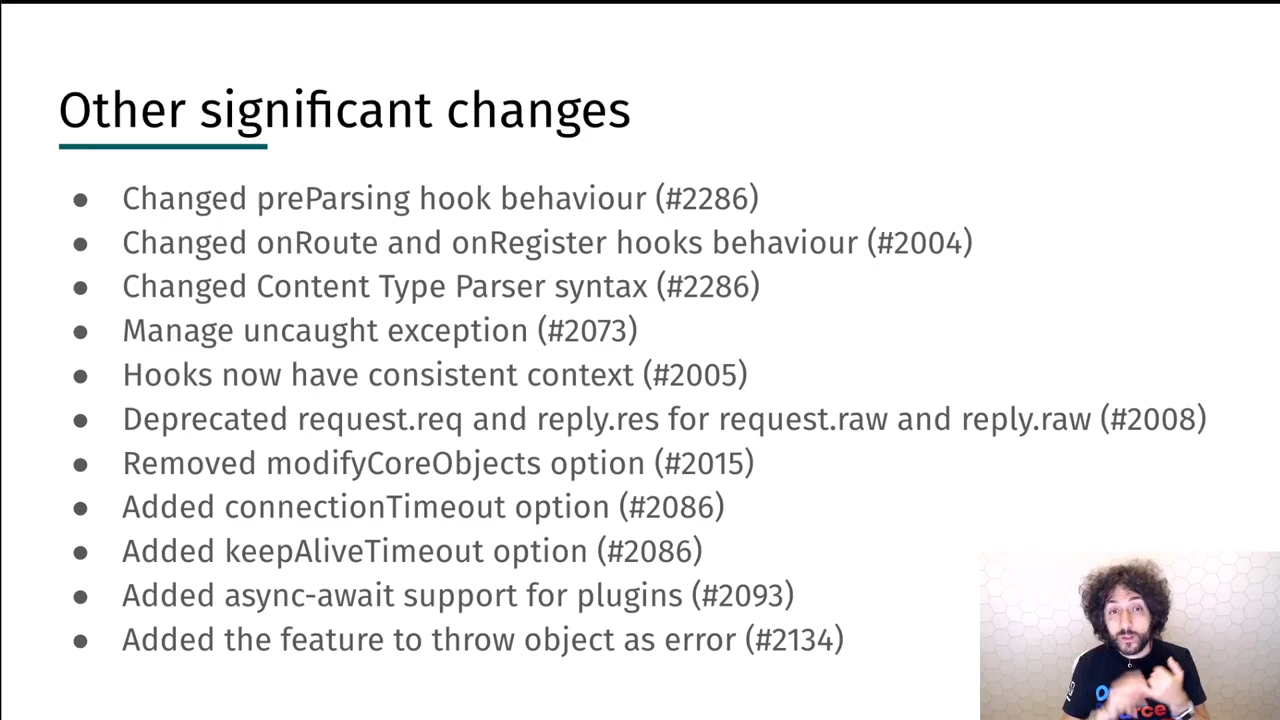 Other significant changes
● Changed preParsing hook behaviour (#2286)
● Changed onRoute and onRegister hooks behaviour (#2004)
● Changed Content Type Parser syntax (#2286)
● Manage uncaught exception (#2073)
● Hooks now have consistent context (#2005)
● Deprecated request.req and reply.res for request.raw and reply.raw (#2008)
● Removed modifyCoreObjects option (#2015)
● Added connectionTimeout option (#2086)
● Added keepAliveTimeout option (#2086)
● Added async-await support for plugins (#2093)
● Added the feature to throw object as error (#2134)